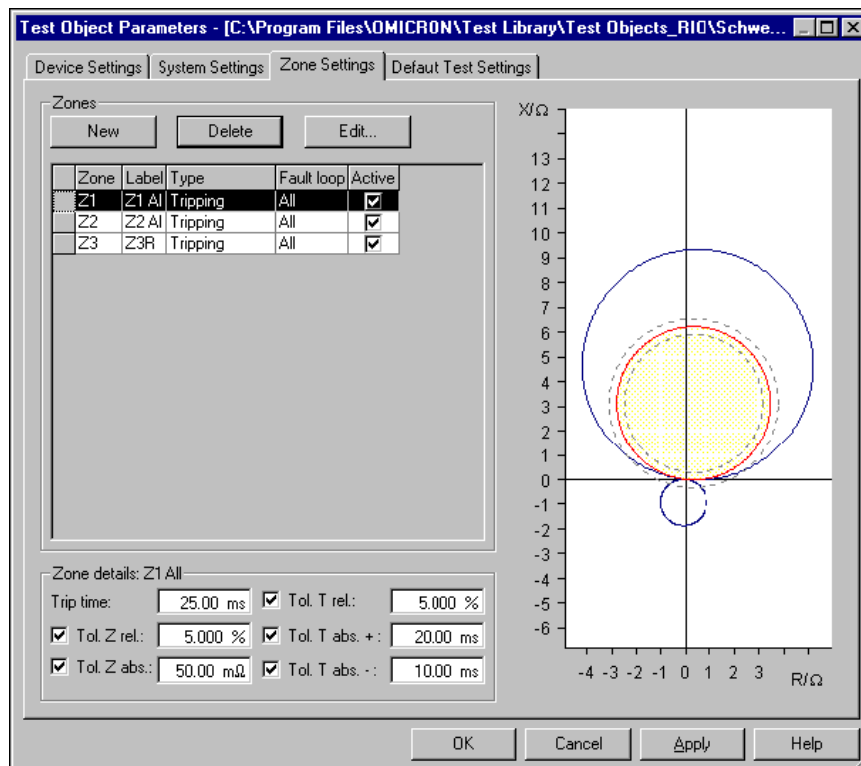 Test Object Parameters - [C:\Program Files\OMICRON\Test Library\Test Objects_RIO\Schwe...
Device Settings System Settings Zone Settings Defaut Test Settings
Zones
New Delete Edit...
Zone Label Type Fault loop Active
Z1 Z1 Al Tripping All
Z2 Z2 Al Tripping All
Z3 Z3R Tripping All
Zone details: Z1 All
Trip time: 25.00 ms Tol. T rel.: 5.000 %
Tol. Z rel.: 5.000 % Tol. T abs. + : 20.00 ms
Tol. Z abs.: 50.00 mΩ Tol. T abs. - : 10.00 ms
X/Ω
13
12
11
10
9
8
7
6
5
4
3
2
1
0
-1
-2
-3
-4
-5
-6
-4 -3 -2 -1 0 1 2 3 R/Ω
OK Cancel Apply Help